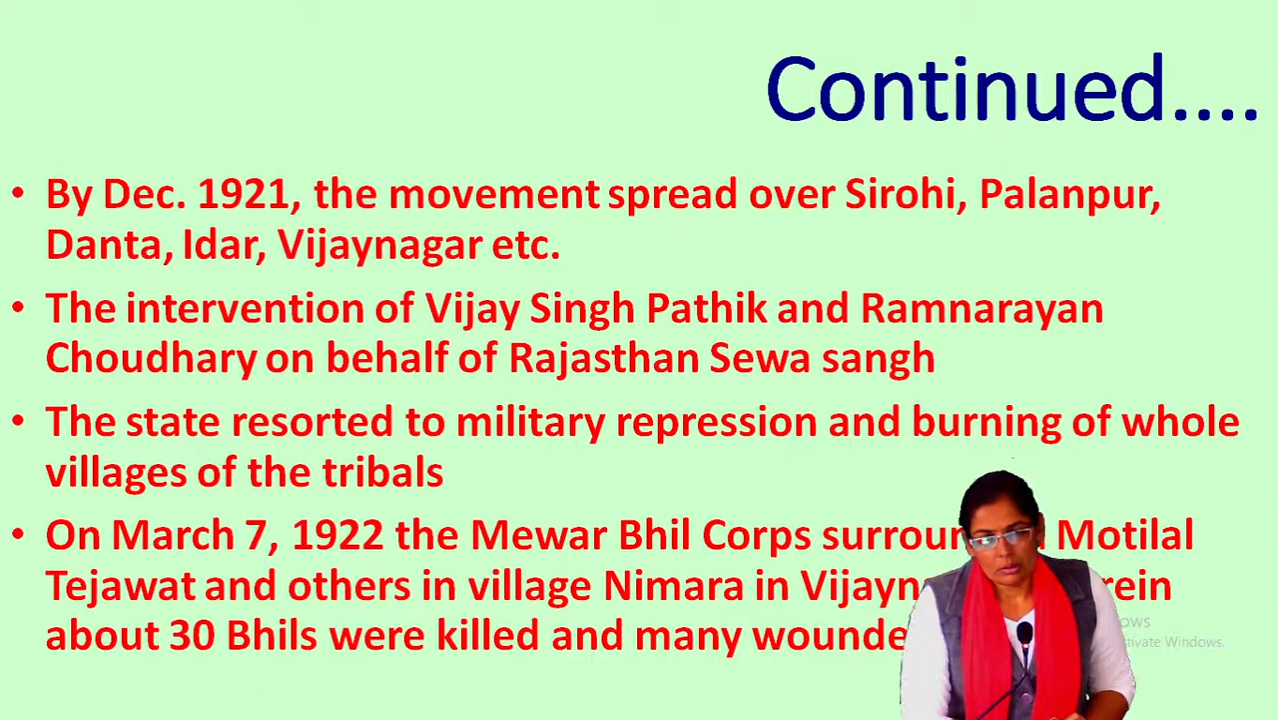 Continued....
• By Dec. 1921, the movement spread over Sirohi, Palanpur,
Danta, Idar, Vijaynagar etc.
• The intervention of Vijay Singh Pathik and Ramnarayan
Choudhary on behalf of Rajasthan Sewa sangh
• The state resorted to military repression and burning of whole
villages of the tribals
• On March 7, 1922 the Mewar Bhil Corps Motilal
Tejawat and others in village Nimara in
about 30 Bhils were killed and many
Windows.